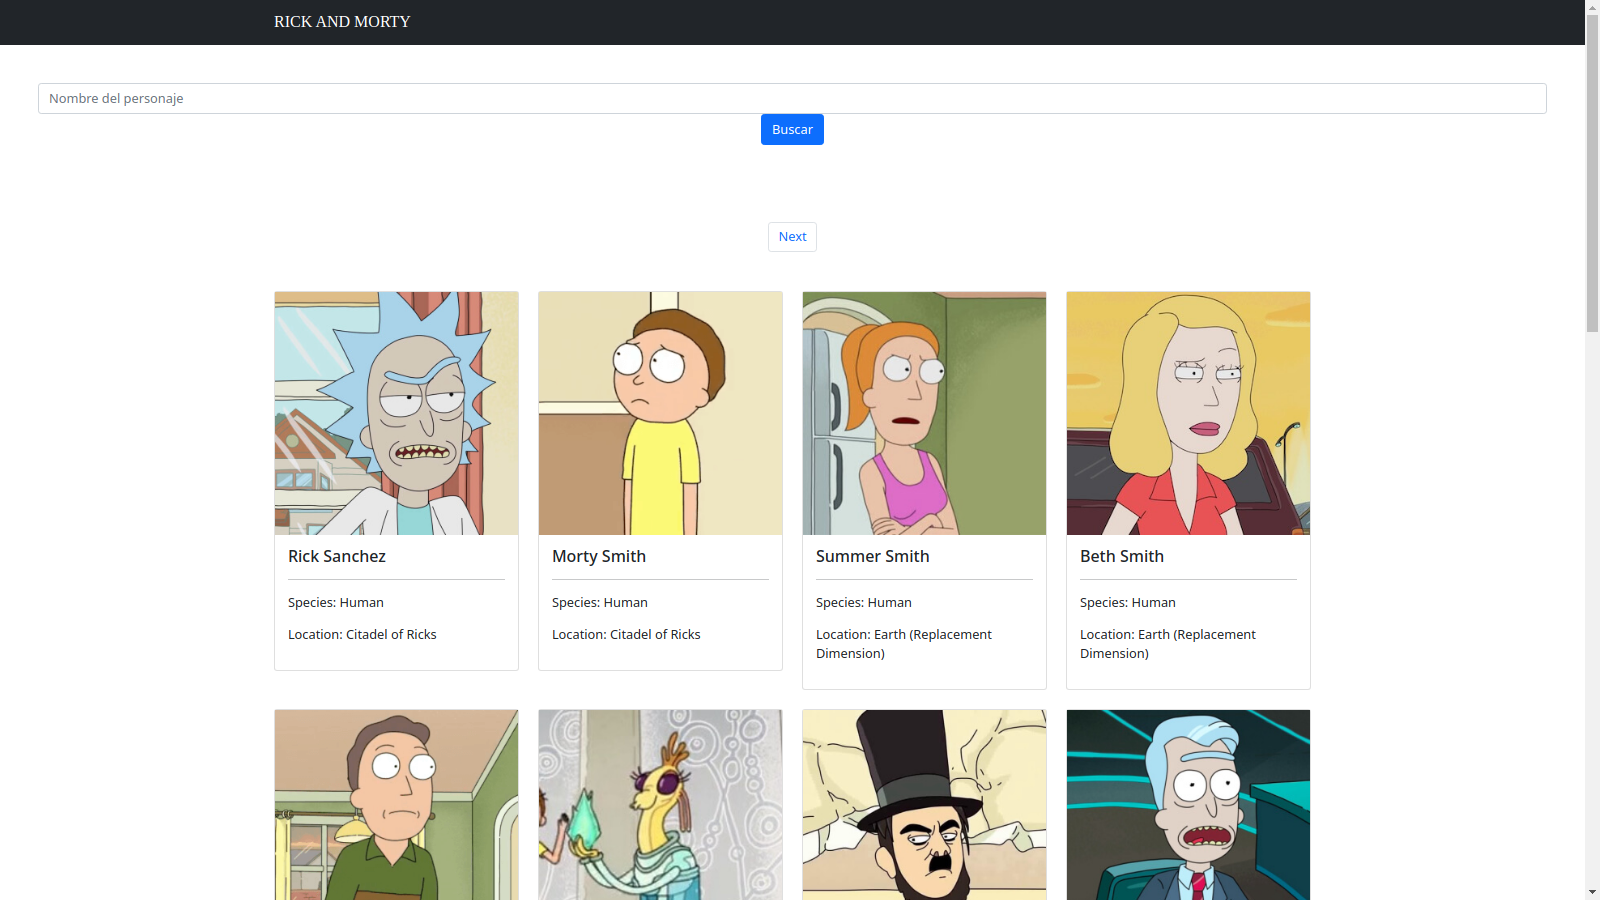 RICK AND MORTY
Nombre del personaje
Buscar
Next
Rick Sanchez
Species: Human
Location: Citadel of Ricks
Morty Smith
Species: Human
Location: Citadel of Ricks
Summer Smith
Species: Human
Location: Earth (Replacement
Dimension)
Beth Smith
Species: Human
Location: Earth (Replacement
Dimension)